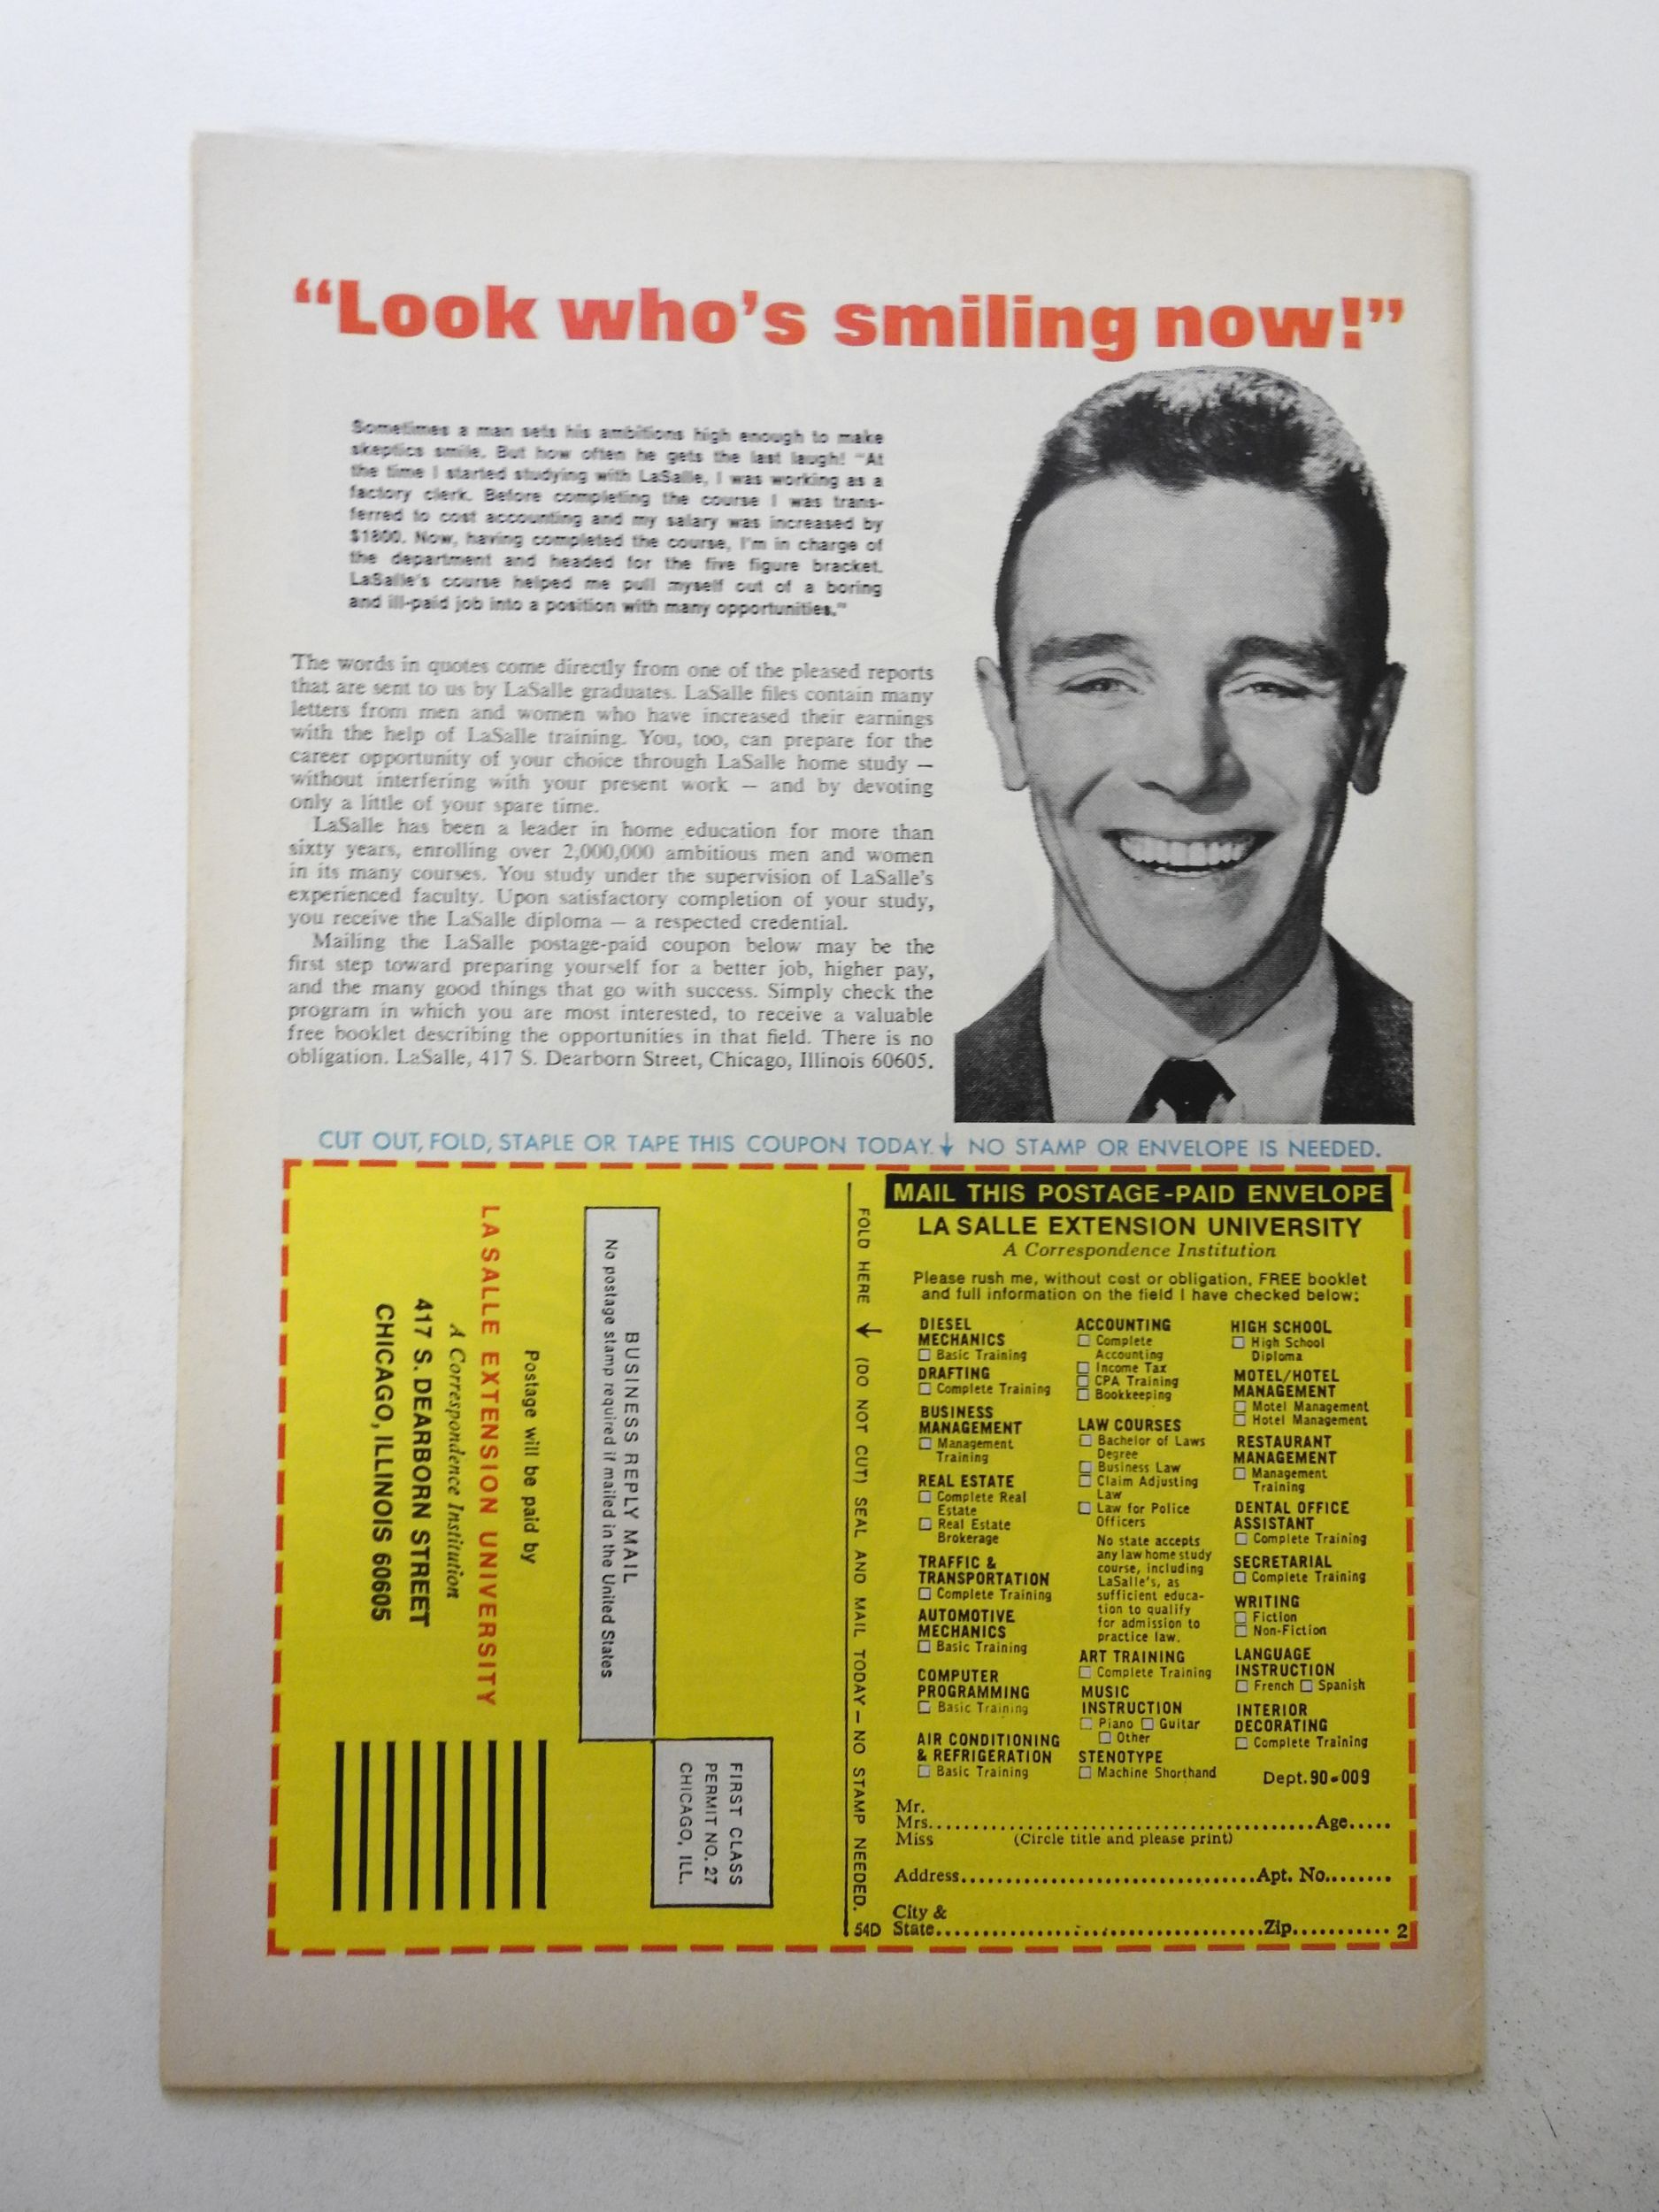 “Look who’s smiling now!”
Sometimes a man sets his ambitions high enough to make
skeptics smile. But how often he gets the last laugh! “At
the time I started studying with LaSalle, I was working as a
factory clerk. Before completing the course I was trans-
ferred to cost accounting and my salary was increased by
$1800. Now, having completed the course, I’m in charge of
the department and headed for the five figure bracket.
LaSalle’s course helped me pull myself out of a boring
and ill-paid job into a position with many opportunities.”
The words in quotes come directly from one of the pleased reports
that are sent to us by LaSalle graduates. LaSalle files contain many
letters from men and women who have increased their earnings
with the help of LaSalle training. You, too, can prepare for the
career opportunity of your choice through LaSalle home study —
without interfering with your present work — and by devoting
only a little of your spare time.
LaSalle has been a leader in home education for more than
sixty years, enrolling over 2,000,000 ambitious men and women
in its many courses. You study under the supervision of LaSalle’s
experienced faculty. Upon satisfactory completion of your study,
you receive the LaSalle diploma — a respected credential.
Mailing the LaSalle postage-paid coupon below may be the
first step toward preparing yourself for a better job, higher pay,
and the many good things that go with success. Simply check the
program in which you are most interested, to receive a valuable
free booklet describing the opportunities in that field. There is no
obligation. LaSalle, 417 S. Dearborn Street, Chicago, Illinois 60605.
CUT OUT, FOLD, STAPLE OR TAPE THIS COUPON TODAY. ↓ NO STAMP OR ENVELOPE IS NEEDED.
FIRST CLASS
PERMIT NO. 27
CHICAGO, ILL.
BUSINESS REPLY MAIL
No postage stamp required if mailed in the United States
Postage will be paid by
LA SALLE EXTENSION UNIVERSITY
A Correspondence Institution
417 S. DEARBORN STREET
CHICAGO, ILLINOIS 60605
FOLD HERE ↓ (DO NOT CUT) SEAL AND MAIL TODAY — NO STAMP NEEDED.
54D
MAIL THIS POSTAGE-PAID ENVELOPE
LA SALLE EXTENSION UNIVERSITY
A Correspondence Institution
Please rush me, without cost or obligation, FREE booklet
and full information on the field I have checked below:
DIESEL
MECHANICS
☐ Basic Training
DRAFTING
☐ Complete Training
BUSINESS
MANAGEMENT
☐ Management
Training
REAL ESTATE
☐ Complete Real
Estate
☐ Real Estate
Brokerage
TRAFFIC &
TRANSPORTATION
☐ Complete Training
AUTOMOTIVE
MECHANICS
☐ Basic Training
COMPUTER
PROGRAMMING
☐ Basic Training
AIR CONDITIONING
& REFRIGERATION
☐ Basic Training
ACCOUNTING
☐ Complete
Accounting
☐ Income Tax
☐ CPA Training
☐ Bookkeeping
LAW COURSES
☐ Bachelor of Laws
Degree
☐ Business Law
☐ Claim Adjusting
Law
☐ Law for Police
Officers
No state accepts
any law home study
course, including
LaSalle’s, as
sufficient educa-
tion to qualify
for admission to
practice law.
ART TRAINING
☐ Complete Training
MUSIC
INSTRUCTION
☐ Piano ☐ Guitar
☐ Other
STENOTYPE
☐ Machine Shorthand
HIGH SCHOOL
☐ High School
Diploma
MOTEL/HOTEL
MANAGEMENT
☐ Motel Management
☐ Hotel Management
RESTAURANT
MANAGEMENT
☐ Management
Training
DENTAL OFFICE
ASSISTANT
☐ Complete Training
SECRETARIAL
☐ Complete Training
WRITING
☐ Fiction
☐ Non-Fiction
LANGUAGE
INSTRUCTION
☐ French ☐ Spanish
INTERIOR
DECORATING
☐ Complete Training
Dept. 90-009
Mr.
Mrs. Age
Miss (Circle title and please print)
Address Apt. No.
City &
State Zip 2